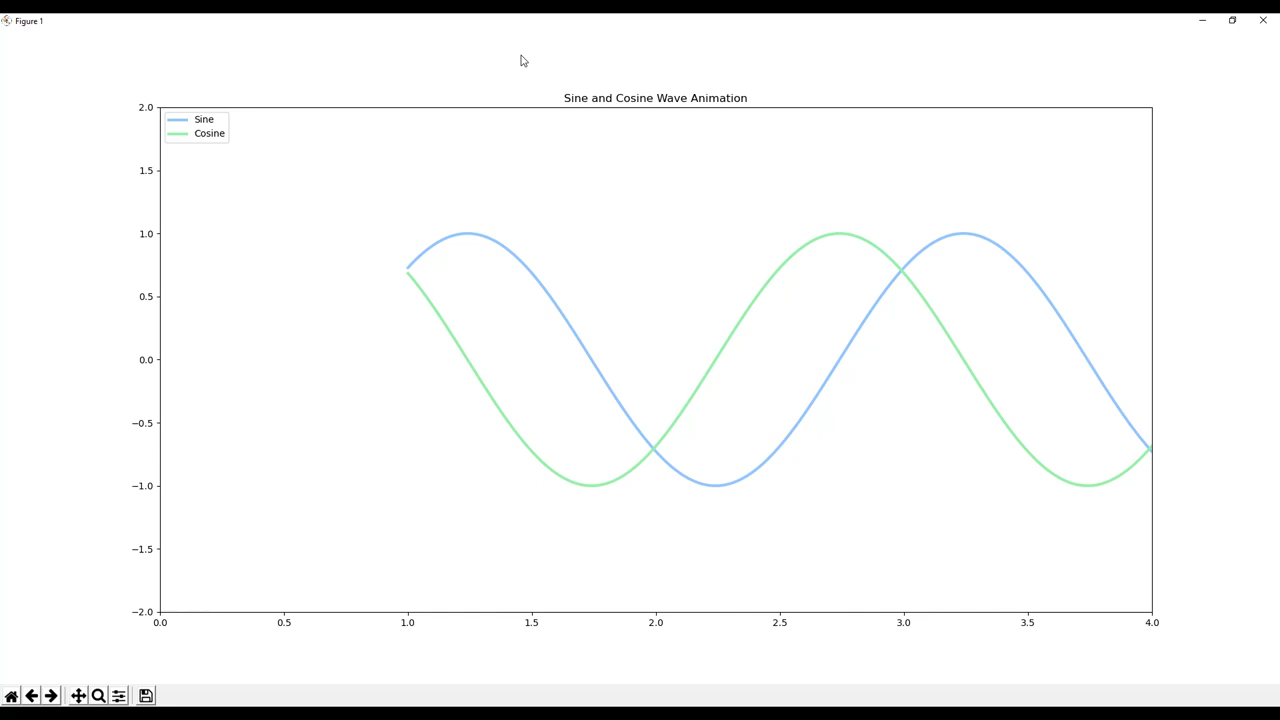 Figure 1
Sine and Cosine Wave Animation
Sine
Cosine
2.0
1.5
1.0
0.5
0.0
−0.5
−1.0
−1.5
−2.0
0.0 0.5 1.0 1.5 2.0 2.5 3.0 3.5 4.0